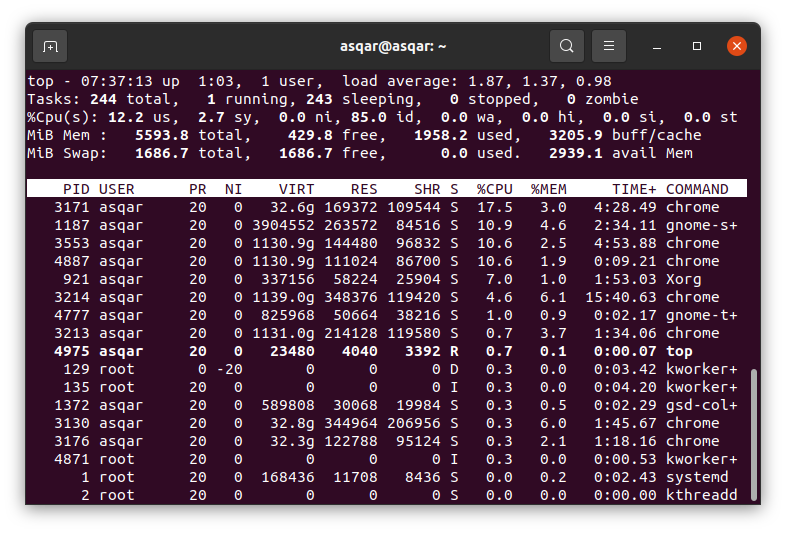 asqar@asqar: ~
top - 07:37:13 up  1:03,  1 user,  load average: 1.87, 1.37, 0.98
Tasks: 244 total,   1 running, 243 sleeping,   0 stopped,   0 zombie
%Cpu(s): 12.2 us,  2.7 sy,  0.0 ni, 85.0 id,  0.0 wa,  0.0 hi,  0.0 si,  0.0 st
MiB Mem :   5593.8 total,    429.8 free,   1958.2 used,   3205.9 buff/cache
MiB Swap:   1686.7 total,   1686.7 free,      0.0 used.   2939.1 avail Mem
    PID USER      PR  NI    VIRT    RES    SHR S  %CPU  %MEM     TIME+ COMMAND
   3171 asqar     20   0   32.6g 169372 109544 S  17.5   3.0   4:28.49 chrome
   1187 asqar     20   0 3904552 263572  84516 S  10.9   4.6   2:34.11 gnome-s+
   3553 asqar     20   0 1130.9g 144480  96832 S  10.6   2.5   4:53.88 chrome
   4887 asqar     20   0 1130.9g 111024  86700 S  10.6   1.9   0:09.21 chrome
    921 asqar     20   0  337156  58224  25904 S   7.0   1.0   1:53.03 Xorg
   3214 asqar     20   0 1139.0g 348376 119420 S   4.6   6.1  15:40.63 chrome
   4777 asqar     20   0  825968  50664  38216 S   1.0   0.9   0:02.17 gnome-t+
   3213 asqar     20   0 1131.0g 214128 119580 S   0.7   3.7   1:34.06 chrome
   4975 asqar     20   0   23480   4040   3392 R   0.7   0.1   0:00.07 top
    129 root       0 -20       0      0      0 D   0.3   0.0   0:03.42 kworker+
    135 root      20   0       0      0      0 I   0.3   0.0   0:04.20 kworker+
   1372 asqar     20   0  589808  30068  19984 S   0.3   0.5   0:02.29 gsd-col+
   3130 asqar     20   0   32.8g 344964 206956 S   0.3   6.0   1:45.67 chrome
   3176 asqar     20   0   32.3g 122788  95124 S   0.3   2.1   1:18.16 chrome
   4871 root      20   0       0      0      0 I   0.3   0.0   0:00.53 kworker+
      1 root      20   0  168436  11708   8436 S   0.0   0.2   0:02.43 systemd
      2 root      20   0       0      0      0 S   0.0   0.0   0:00.00 kthreadd